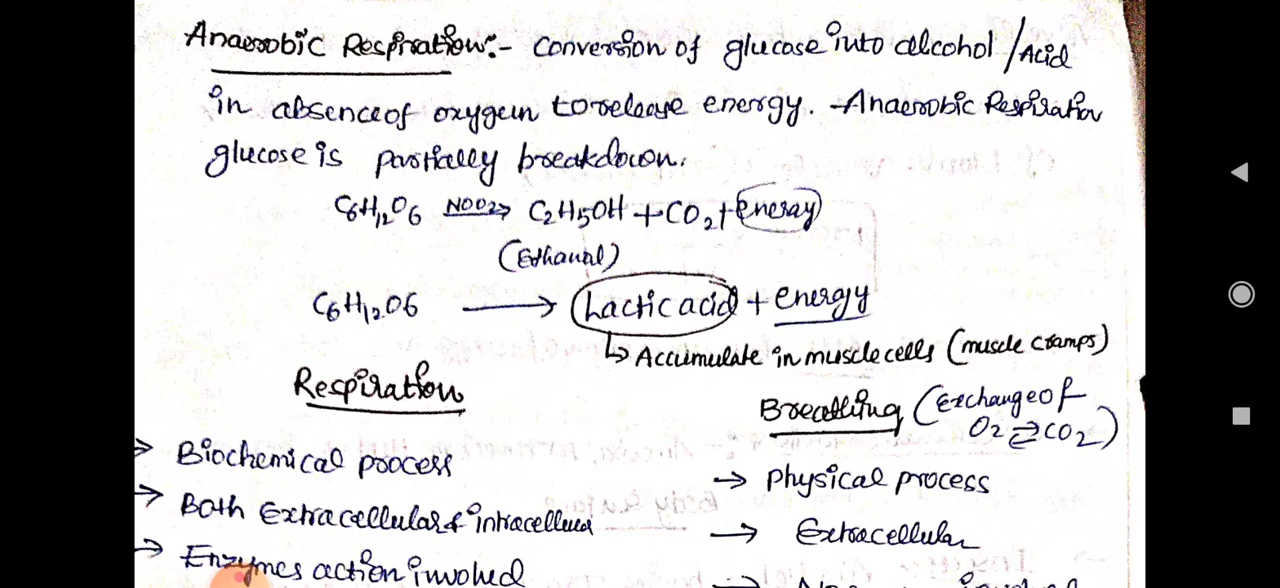 Anaerobic Respiration:- Conversion of glucose into alcohol/Acid
in absence of oxygen to release energy. - Anaerobic Respiration
glucose is partially breakdown.
C6H12O6 NO O2→ C2H5OH + CO2 + energy
(Ethanol)
C6H12O6 → Lactic acid + energy
↳ Accumulate in muscle cells (muscle cramps)
Respiration
Breathing (Exchange of
O2 ⇌ CO2)
→ Biochemical process
→ Physical process
→ Both Extracellular & intracellular
→ Extracellular
→ Enzymes action involved